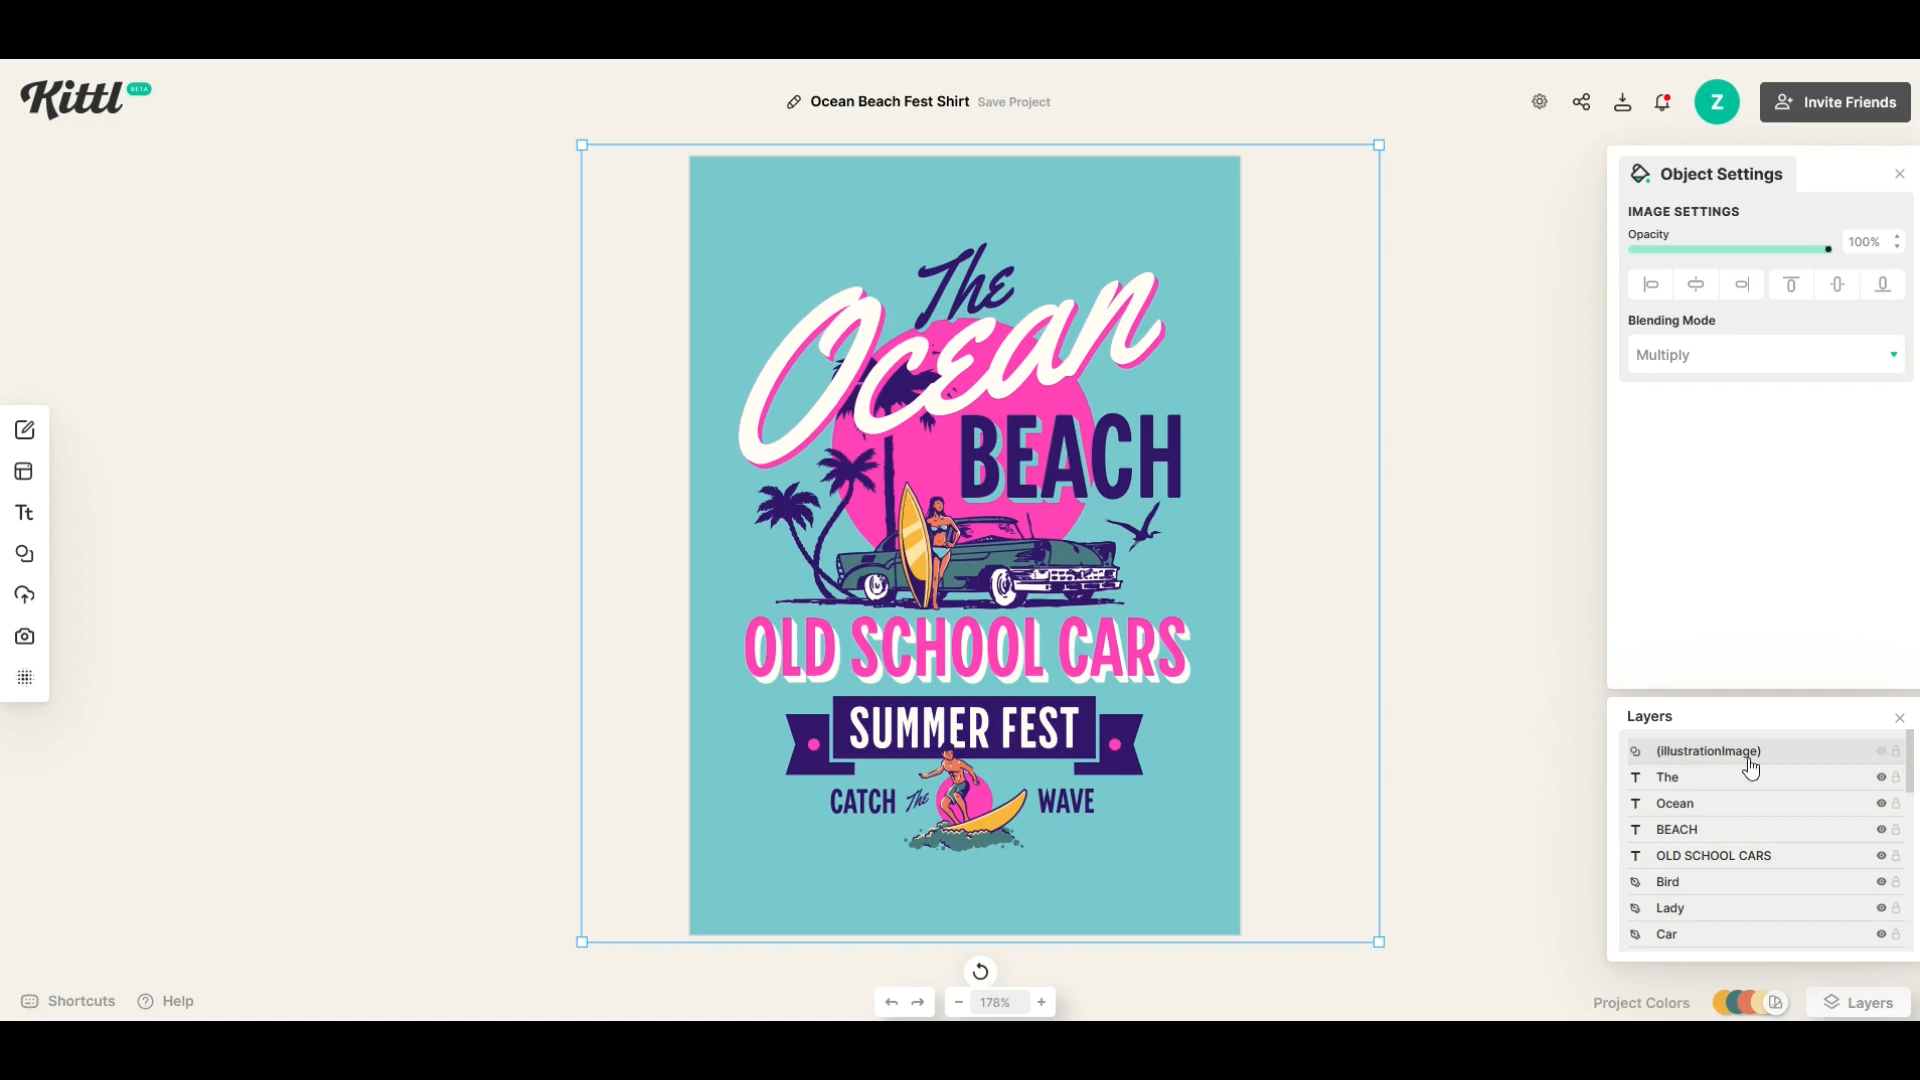 Kittl BETA
Ocean Beach Fest Shirt Save Project
Z
Invite Friends
Object Settings
IMAGE SETTINGS
Opacity
100%
Blending Mode
Multiply
The
Ocean
BEACH
OLD SCHOOL CARS
SUMMER FEST
CATCH The WAVE
Tt
Layers
(illustrationImage)
T The
T Ocean
T BEACH
T OLD SCHOOL CARS
Bird
Lady
Car
Shortcuts
Help
178%
Project Colors
Layers